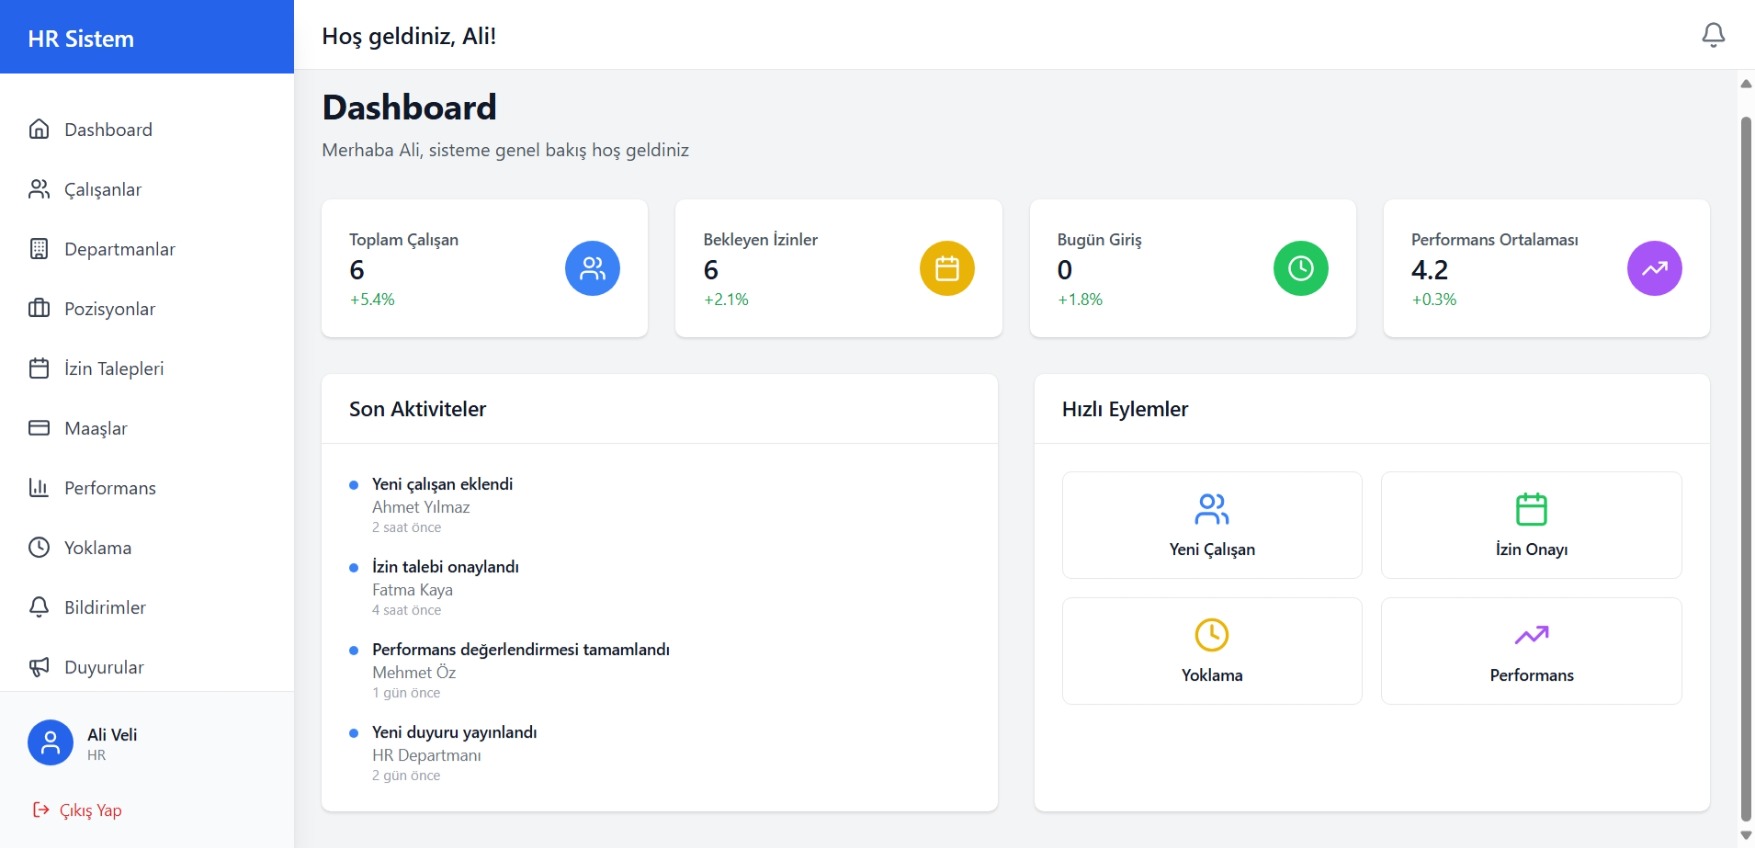 HR Sistem
Hoş geldiniz, Ali!
Dashboard
Çalışanlar
Departmanlar
Pozisyonlar
İzin Talepleri
Maaşlar
Performans
Yoklama
Bildirimler
Duyurular
Ali Veli
HR
Çıkış Yap
Dashboard
Merhaba Ali, sisteme genel bakış hoş geldiniz
Toplam Çalışan
6
+5.4%
Bekleyen İzinler
6
+2.1%
Bugün Giriş
0
+1.8%
Performans Ortalaması
4.2
+0.3%
Son Aktiviteler
Yeni çalışan eklendi
Ahmet Yılmaz
2 saat önce
İzin talebi onaylandı
Fatma Kaya
4 saat önce
Performans değerlendirmesi tamamlandı
Mehmet Öz
1 gün önce
Yeni duyuru yayınlandı
HR Departmanı
2 gün önce
Hızlı Eylemler
Yeni Çalışan
İzin Onayı
Yoklama
Performans